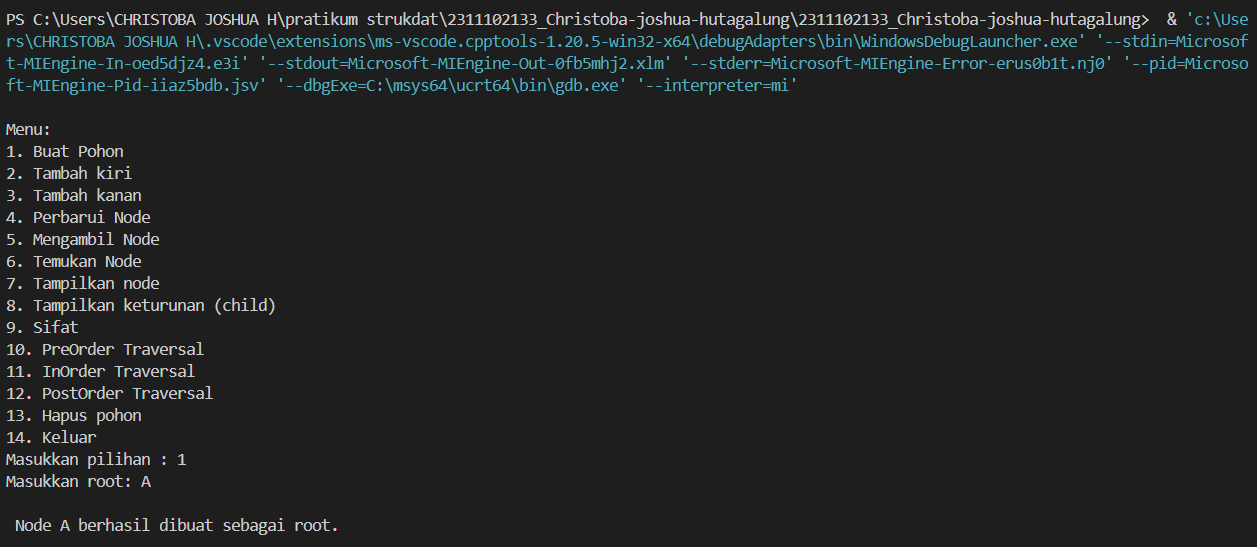 PS C:\Users\CHRISTOBA JOSHUA H\pratikum strukdat\2311102133_Christoba-joshua-hutagalung\2311102133_Christoba-joshua-hutagalung>  & 'c:\Use
rs\CHRISTOBA JOSHUA H\.vscode\extensions\ms-vscode.cpptools-1.20.5-win32-x64\debugAdapters\bin\WindowsDebugLauncher.exe' '--stdin=Microsof
t-MIEngine-In-oed5djz4.e3i' '--stdout=Microsoft-MIEngine-Out-0fb5mhj2.xlm' '--stderr=Microsoft-MIEngine-Error-erus0b1t.nj0' '--pid=Microso
ft-MIEngine-Pid-iiaz5bdb.jsv' '--dbgExe=C:\msys64\ucrt64\bin\gdb.exe' '--interpreter=mi'
Menu:
1. Buat Pohon
2. Tambah kiri
3. Tambah kanan
4. Perbarui Node
5. Mengambil Node
6. Temukan Node
7. Tampilkan node
8. Tampilkan keturunan (child)
9. Sifat
10. PreOrder Traversal
11. InOrder Traversal
12. PostOrder Traversal
13. Hapus pohon
14. Keluar
Masukkan pilihan : 1
Masukkan root: A
Node A berhasil dibuat sebagai root.